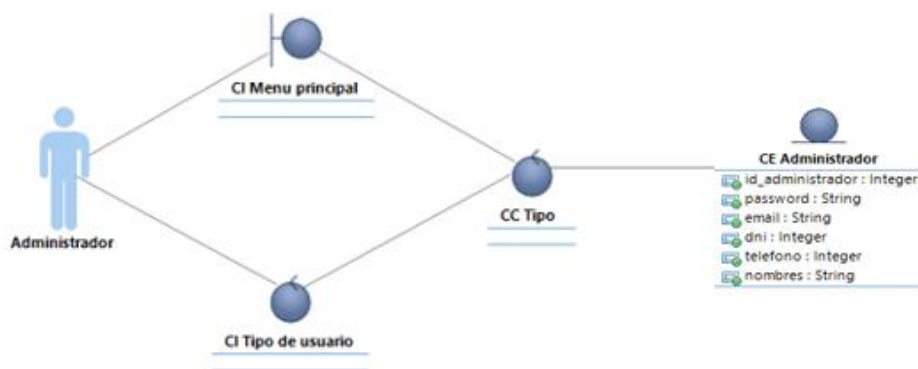 CI Menu principal
Administrador
CI Tipo de usuario
CC Tipo
CE Administrador
id_administrador : Integer
password : String
email : String
dni : Integer
telefono : Integer
nombres : String